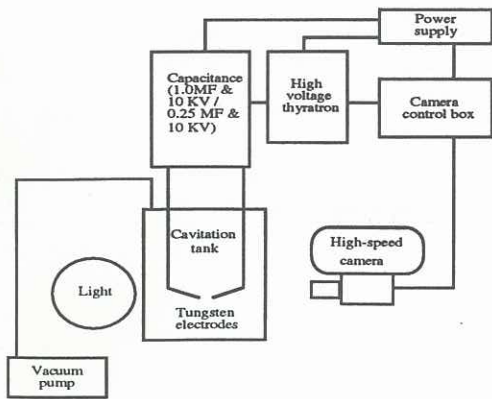 Power
supply
Capacitance
(1.0MF &
10 KV /
0.25 MF &
10 KV)
High
voltage
thyratron
Camera
control box
Cavitation
tank
High-speed
camera
Light
Tungsten
electrodes
Vacuum
pump